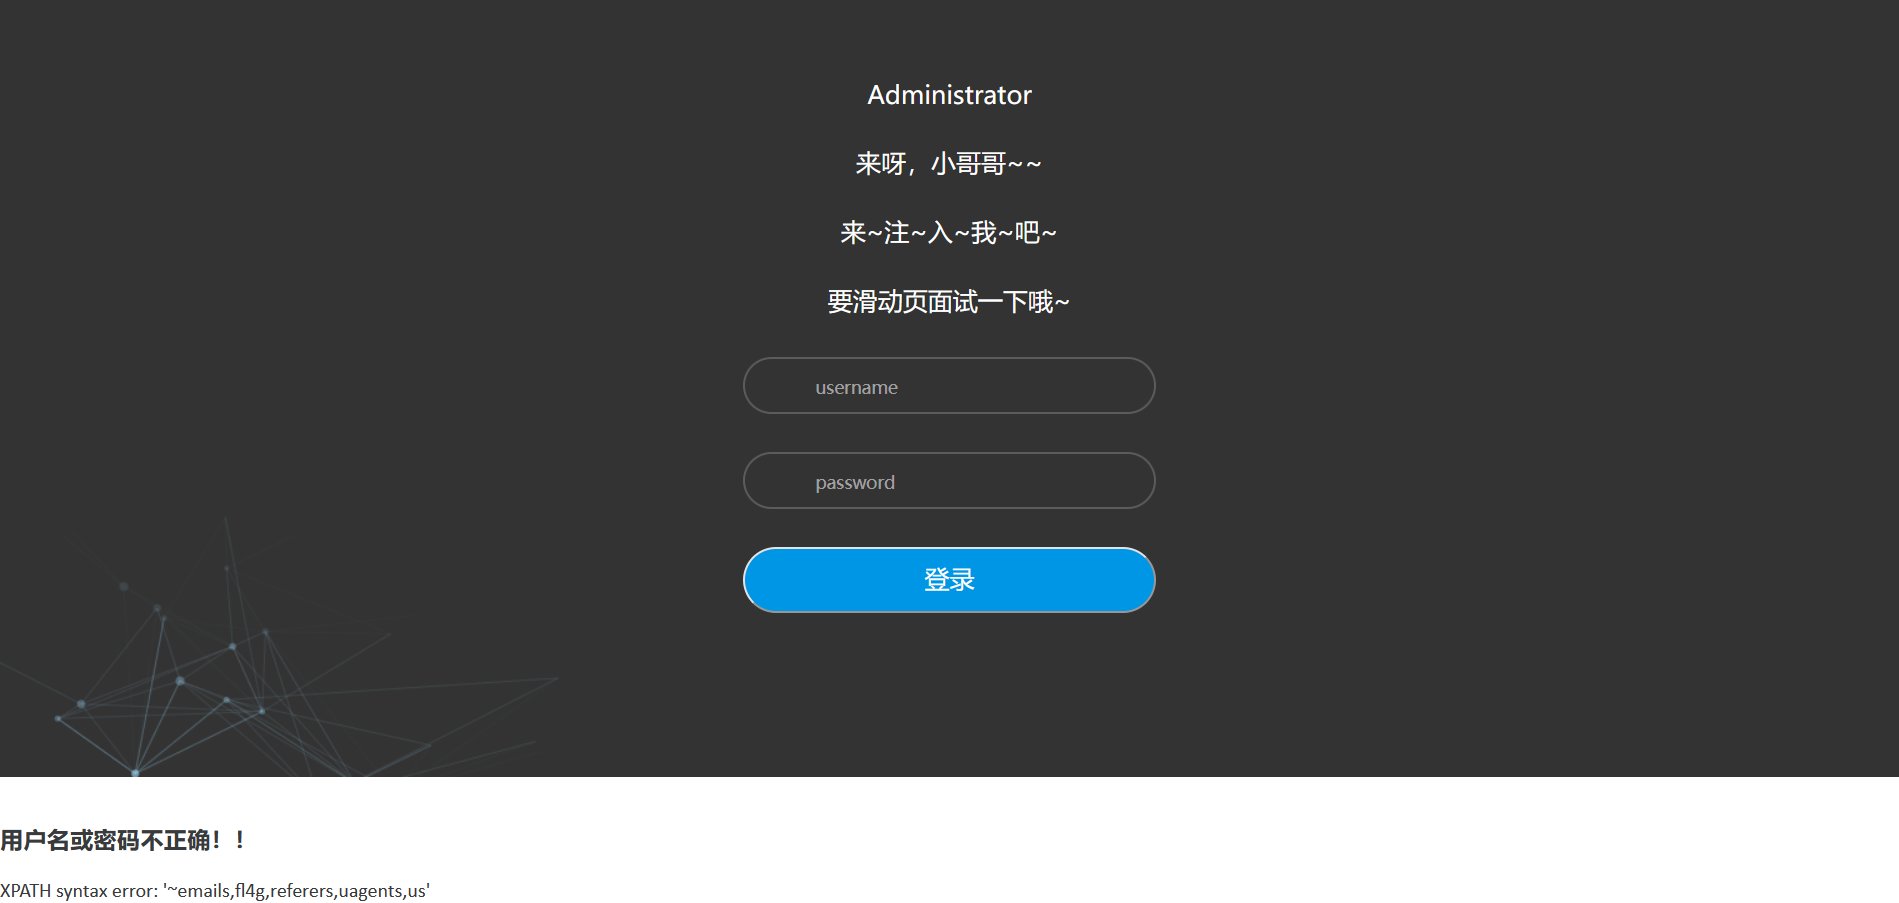 Administrator
来呀，小哥哥~~
来~注~入~我~吧~
要滑动页面试一下哦~
username
password
登录
用户名或密码不正确！！
XPATH syntax error: '~emails,fl4g,referers,uagents,us'